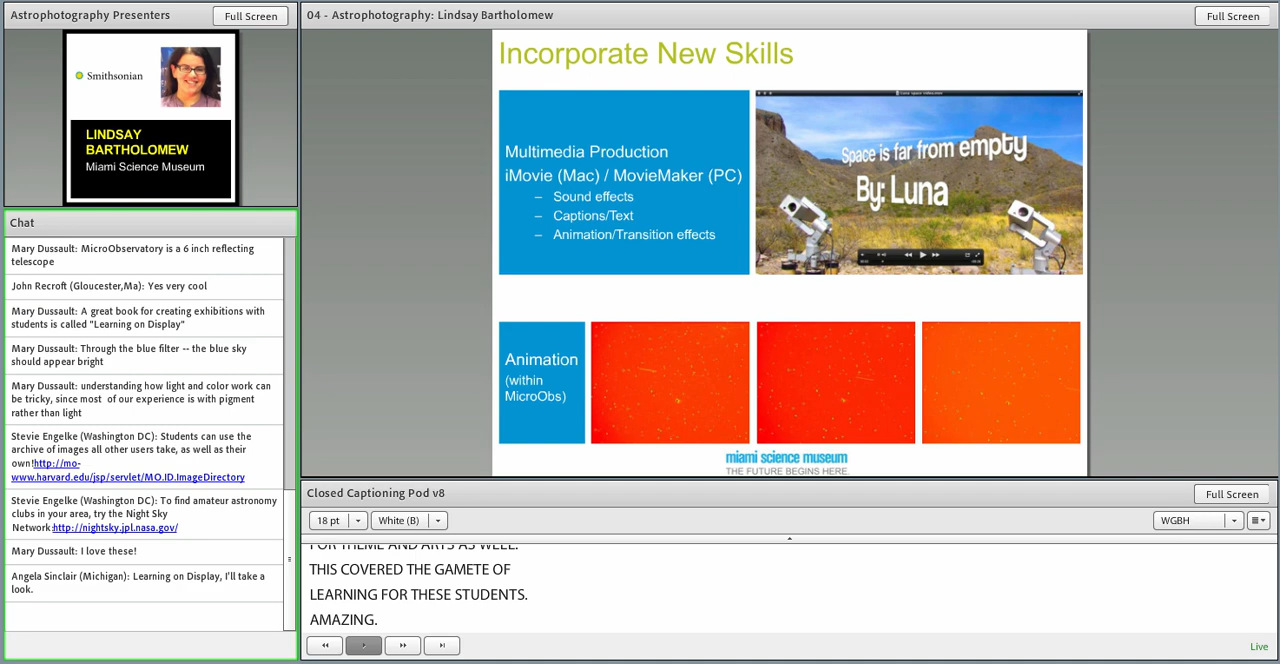 Astrophotography Presenters
Full Screen
Smithsonian
LINDSAY
BARTHOLOMEW
Miami Science Museum
Chat
Mary Dussault: MicroObservatory is a 6 inch reflecting
telescope
John Recroft (Gloucester,Ma): Yes very cool
Mary Dussault: A great book for creating exhibitions with
students is called "Learning on Display"
Mary Dussault: Through the blue filter -- the blue sky
should appear bright
Mary Dussault: understanding how light and color work can
be tricky, since most of our experience is with pigment
rather than light
Stevie Engelke (Washington DC): Students can use the
archive of images all other users take, as well as their
own!http://mo-
www.harvard.edu/jsp/servlet/MO.ID.ImageDirectory
Stevie Engelke (Washington DC): To find amateur astronomy
clubs in your area, try the Night Sky
Network:http://nightsky.jpl.nasa.gov/
Mary Dussault: I love these!
Angela Sinclair (Michigan): Learning on Display, I'll take a
look.
04 - Astrophotography: Lindsay Bartholomew
Full Screen
Incorporate New Skills
Multimedia Production
iMovie (Mac) / MovieMaker (PC)
– Sound effects
– Captions/Text
– Animation/Transition effects
Space is far from empty
By: Luna
Animation
(within
MicroObs)
miami science museum
THE FUTURE BEGINS HERE.
Closed Captioning Pod v8
Full Screen
18 pt
White (B)
WGBH
FOR THEME AND ARTS AS WELL.
THIS COVERED THE GAMETE OF
LEARNING FOR THESE STUDENTS.
AMAZING.
Live